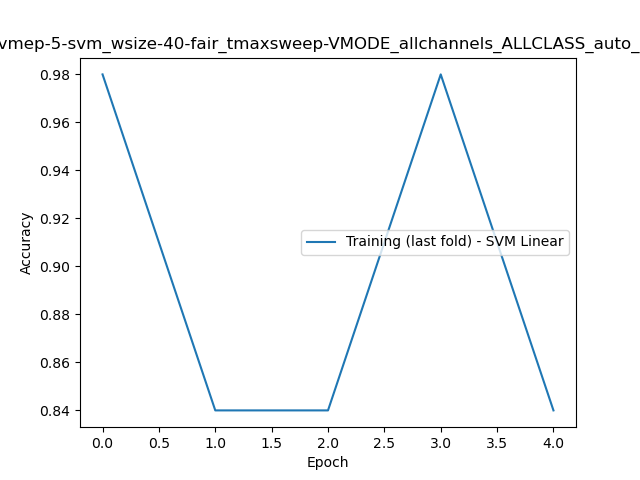 vmep-5-svm_wsize-40-fair_tmaxsweep-VMODE_allchannels_ALLCLASS_auto_
0.98
0.96
0.94
0.92
0.90
0.88
0.86
0.84
Accuracy
Training (last fold) - SVM Linear
0.0 0.5 1.0 1.5 2.0 2.5 3.0 3.5 4.0
Epoch